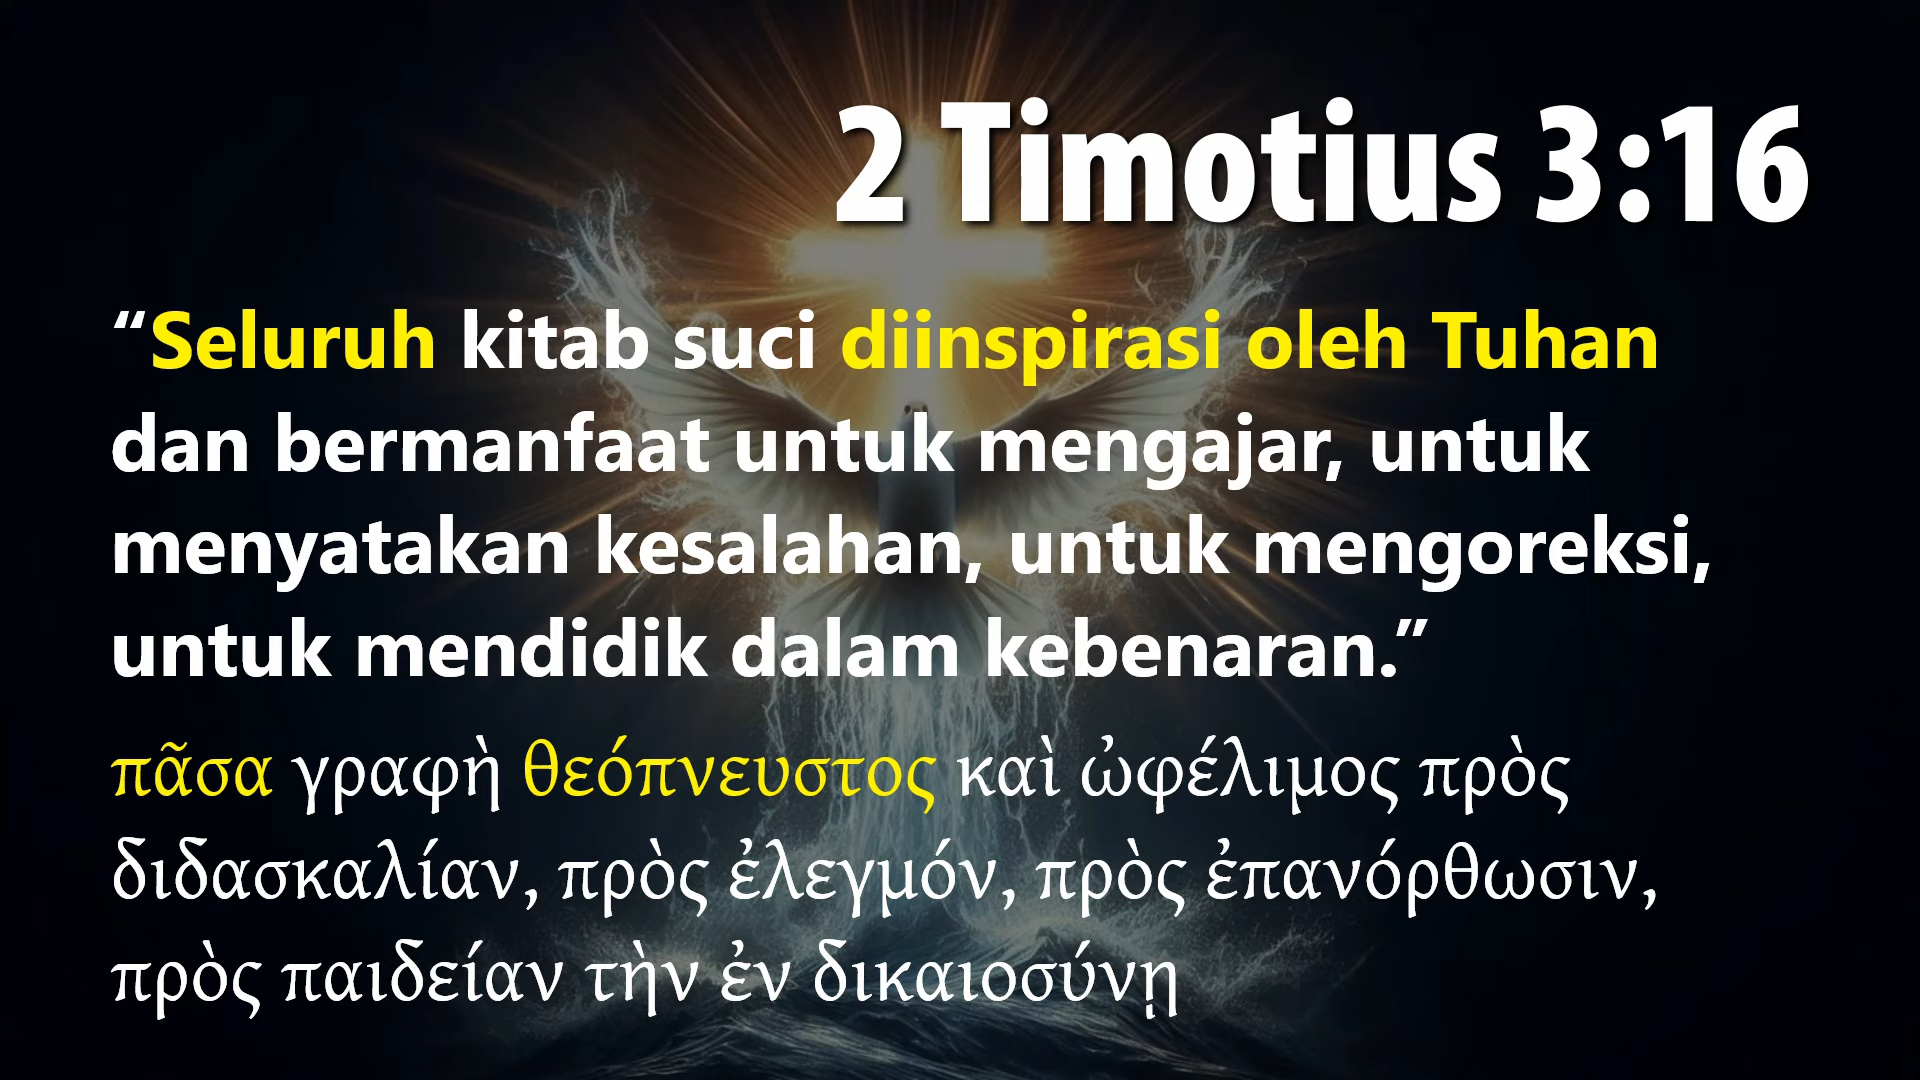 2 Timotius 3:16
“Seluruh kitab suci diinspirasi oleh Tuhan
dan bermanfaat untuk mengajar, untuk
menyatakan kesalahan, untuk mengoreksi,
untuk mendidik dalam kebenaran.”
πᾶσα γραφὴ θεόπνευστος καὶ ὠφέλιμος πρὸς
διδασκαλίαν, πρὸς ἐλεγμόν, πρὸς ἐπανόρθωσιν,
πρὸς παιδείαν τὴν ἐν δικαιοσύνῃ